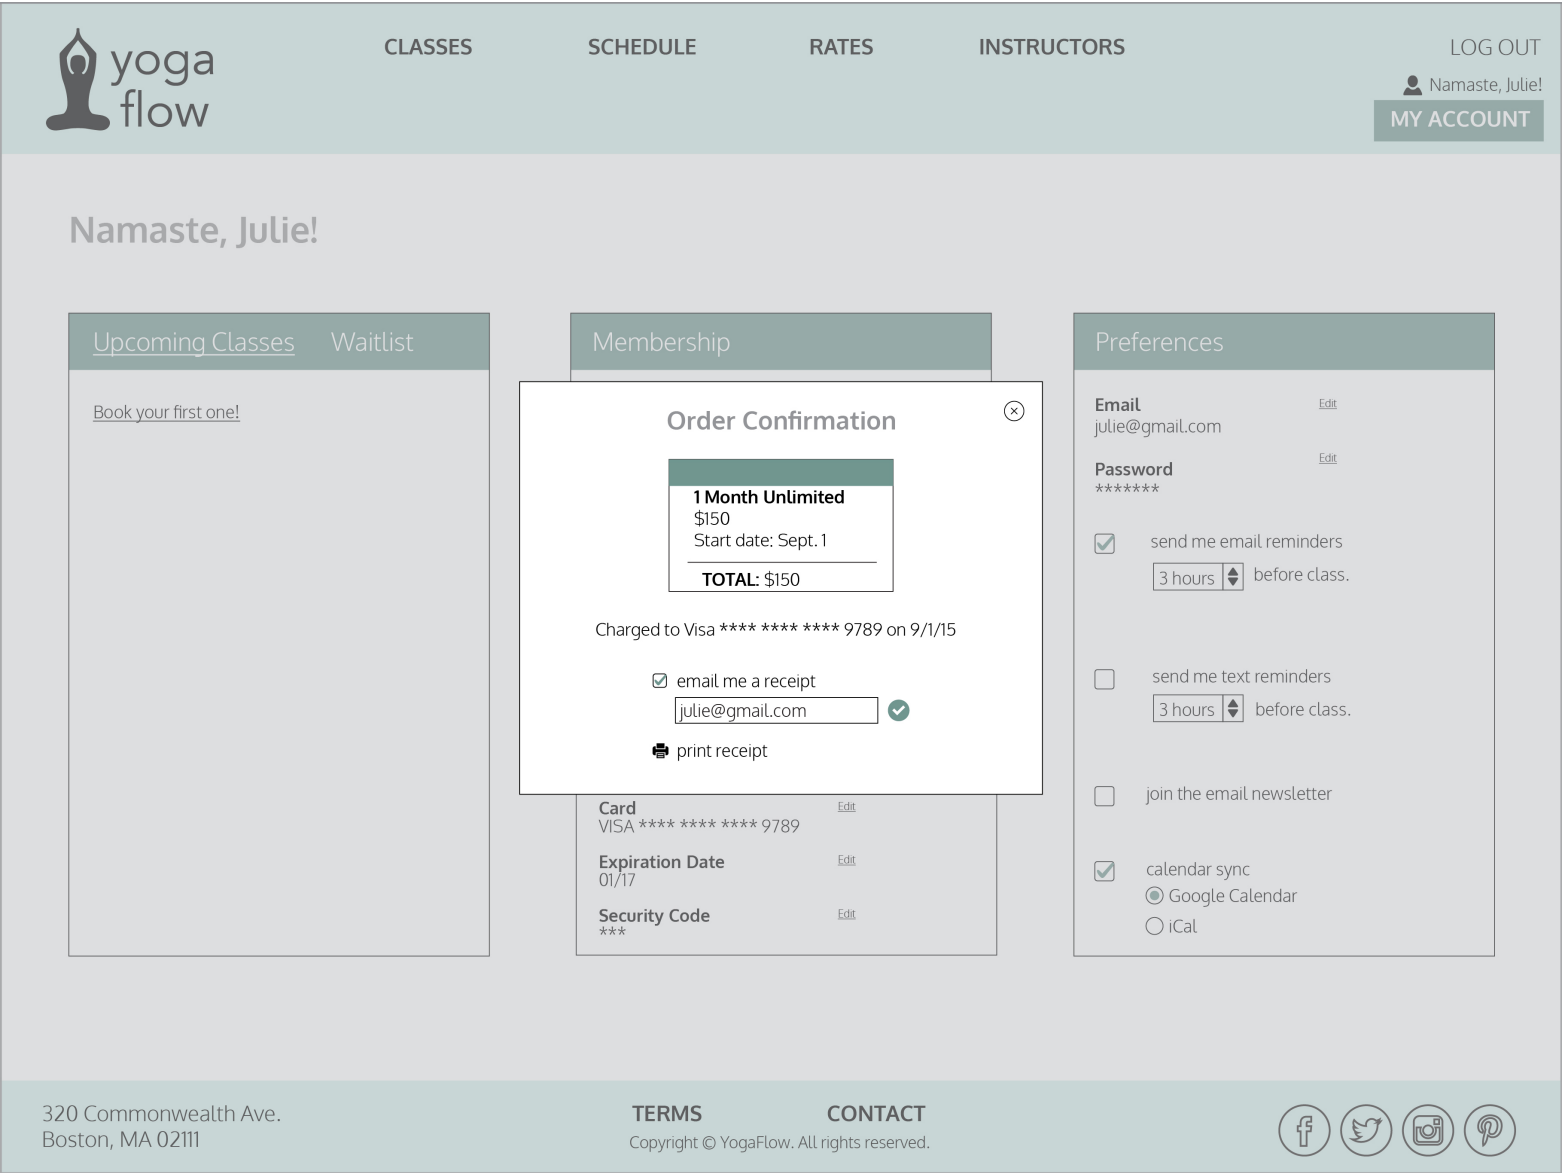 yoga
flow
CLASSES
SCHEDULE
RATES
INSTRUCTORS
LOG OUT
Namaste, Julie!
MY ACCOUNT
Namaste, Julie!
Upcoming Classes
Waitlist
Book your first one!
Membership
Order Confirmation
1 Month Unlimited
$150
Start date: Sept. 1
TOTAL: $150
Charged to Visa **** **** **** 9789 on 9/1/15
email me a receipt
julie@gmail.com
print receipt
Card
Edit
VISA **** **** **** 9789
Expiration Date
Edit
01/17
Security Code
Edit
***
Preferences
Email
Edit
julie@gmail.com
Password
Edit
*******
send me email reminders
3 hours
before class.
send me text reminders
3 hours
before class.
join the email newsletter
calendar sync
Google Calendar
iCal
320 Commonwealth Ave.
Boston, MA 02111
TERMS
CONTACT
Copyright © YogaFlow. All rights reserved.